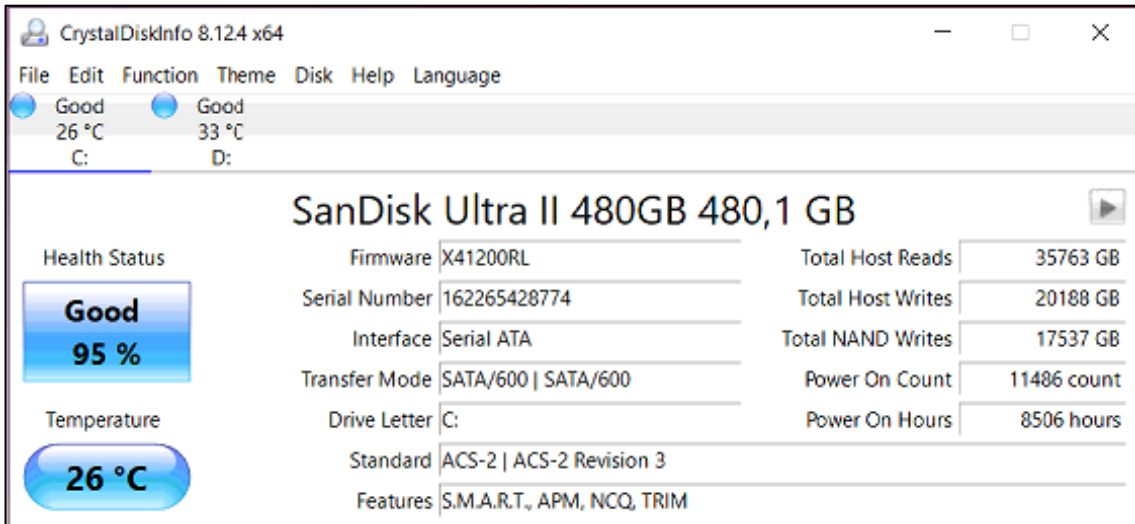 CrystalDiskInfo 8.12.4 x64
File Edit Function Theme Disk Help Language
Good Good
26 °C 33 °C
C: D:
SanDisk Ultra II 480GB 480,1 GB
Health Status Firmware X41200RL Total Host Reads 35763 GB
Good Serial Number 162265428774 Total Host Writes 20188 GB
95 % Interface Serial ATA Total NAND Writes 17537 GB
Transfer Mode SATA/600 | SATA/600 Power On Count 11486 count
Temperature Drive Letter C: Power On Hours 8506 hours
26 °C Standard ACS-2 | ACS-2 Revision 3
Features S.M.A.R.T., APM, NCQ, TRIM